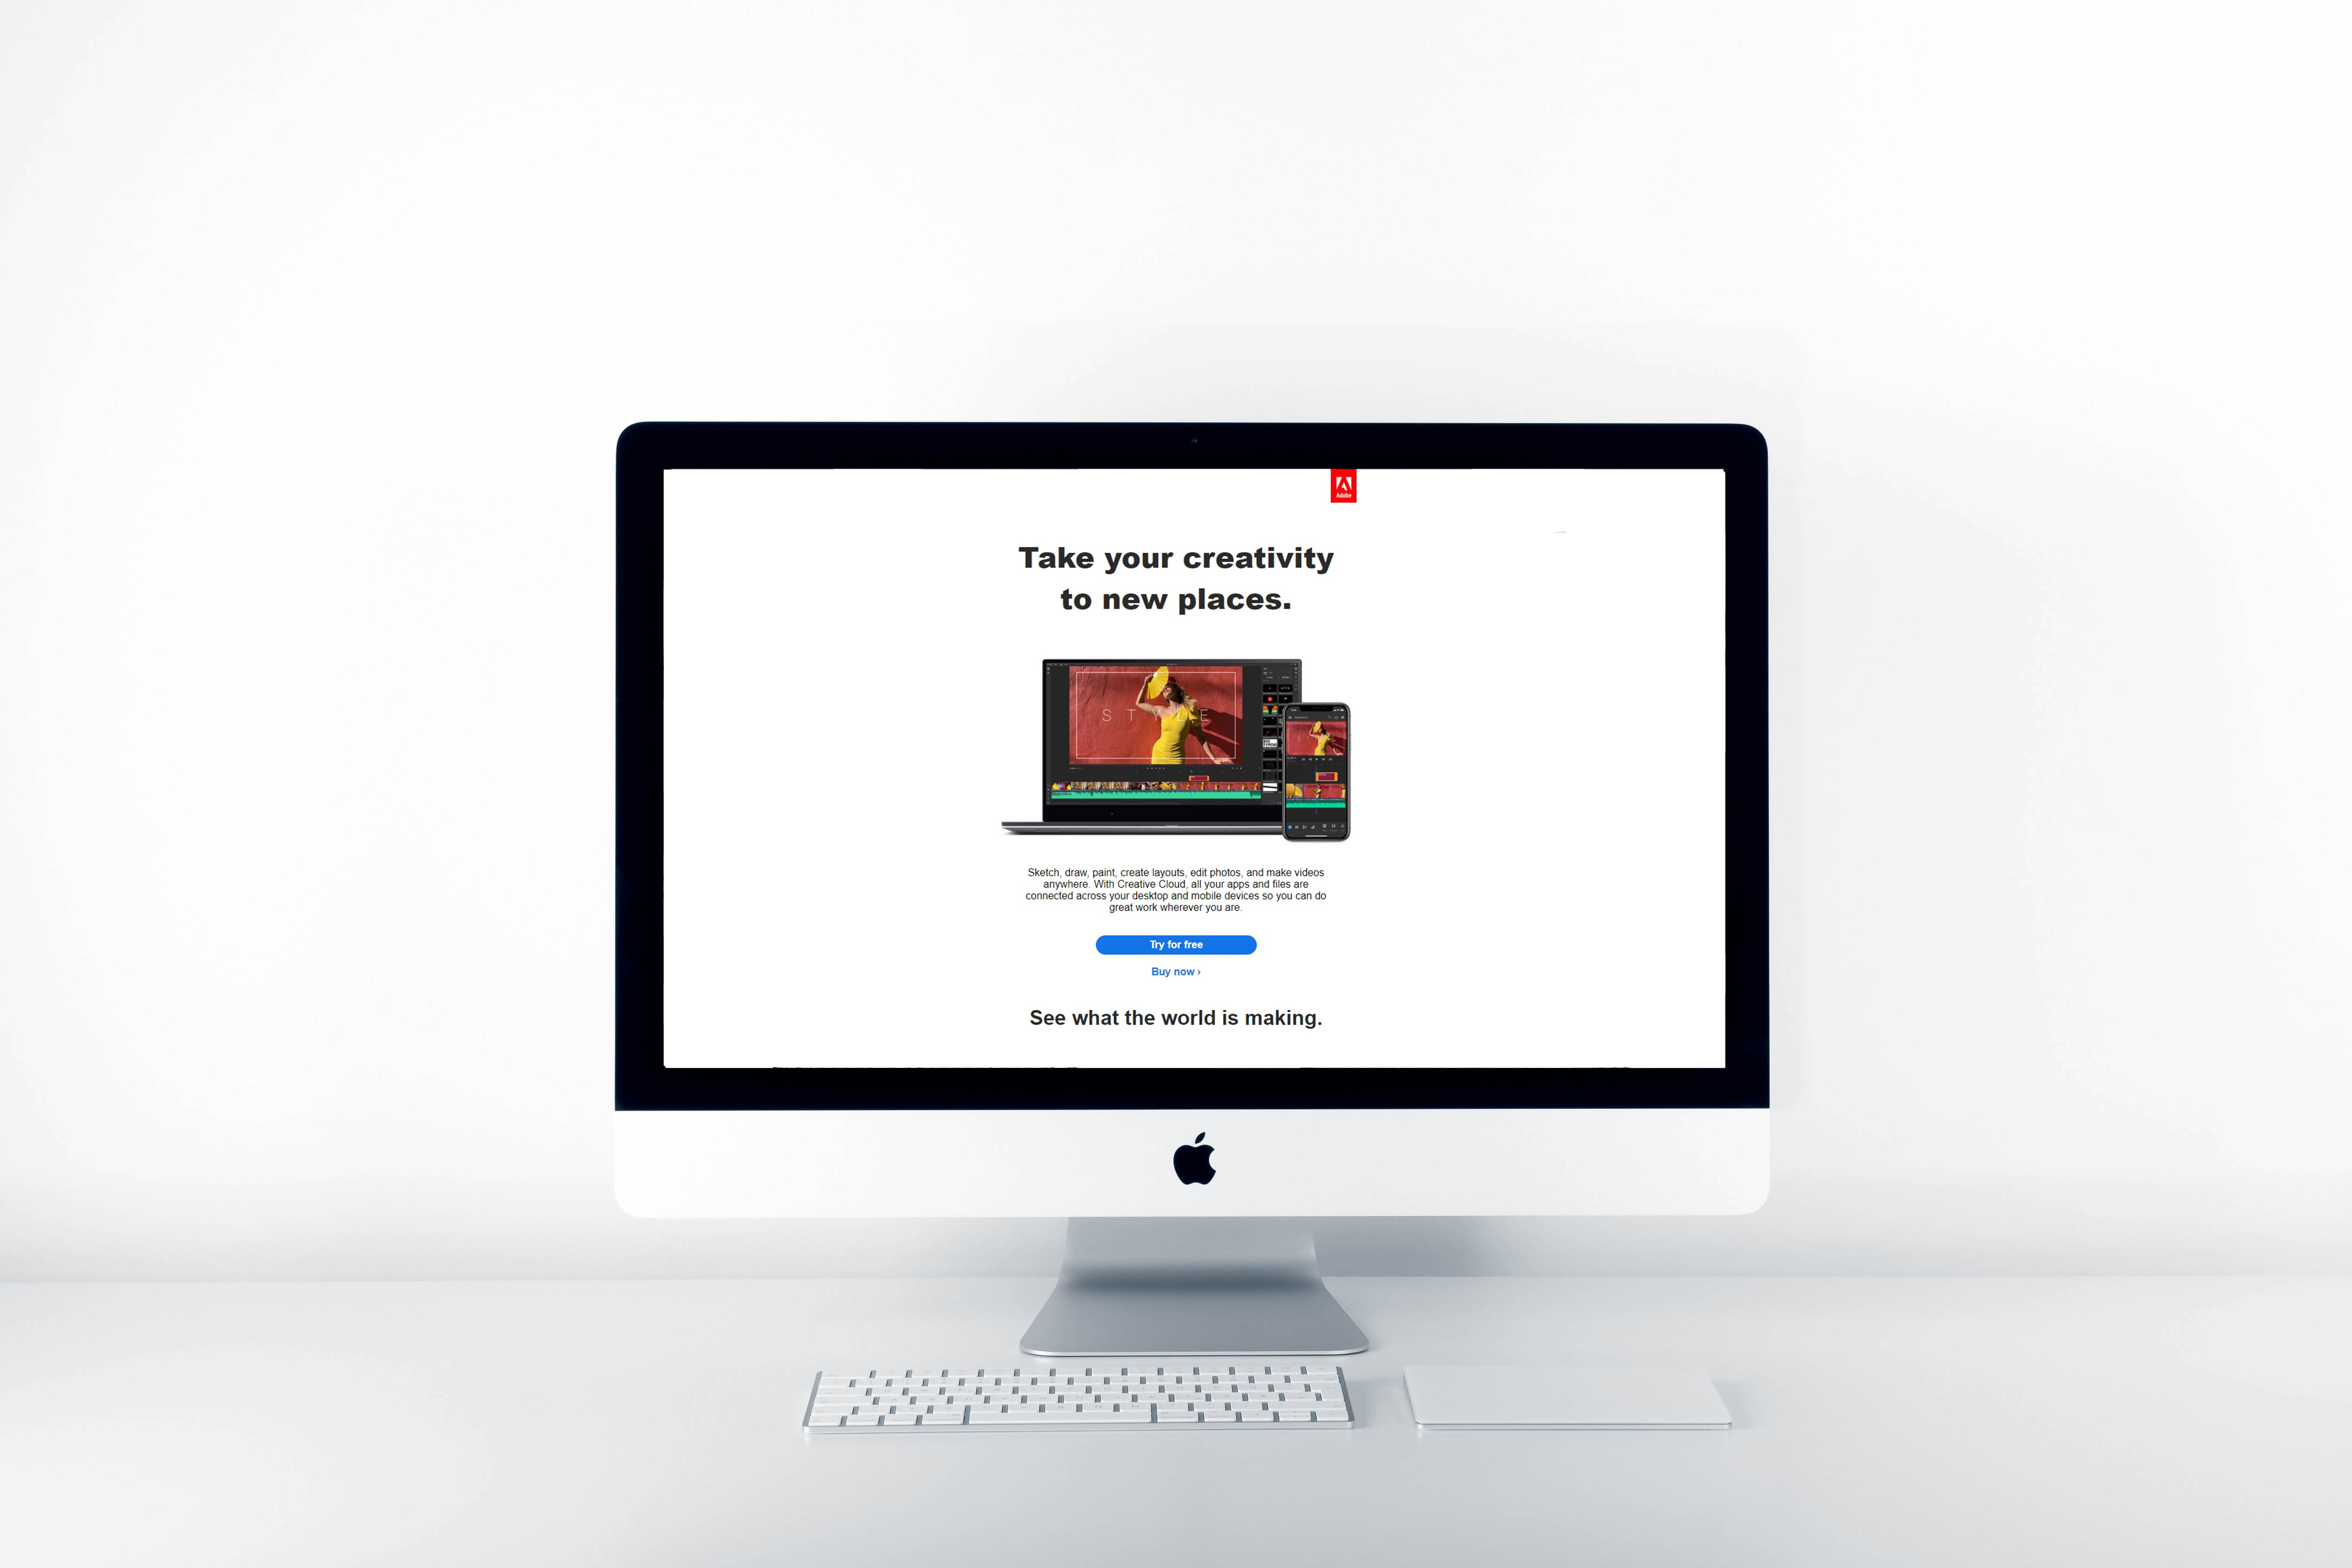 Adobe
Take your creativity
to new places.
STYLE
Sketch, draw, paint, create layouts, edit photos, and make videos
anywhere. With Creative Cloud, all your apps and files are
connected across your desktop and mobile devices so you can do
great work wherever you are.
Try for free
Buy now ›
See what the world is making.